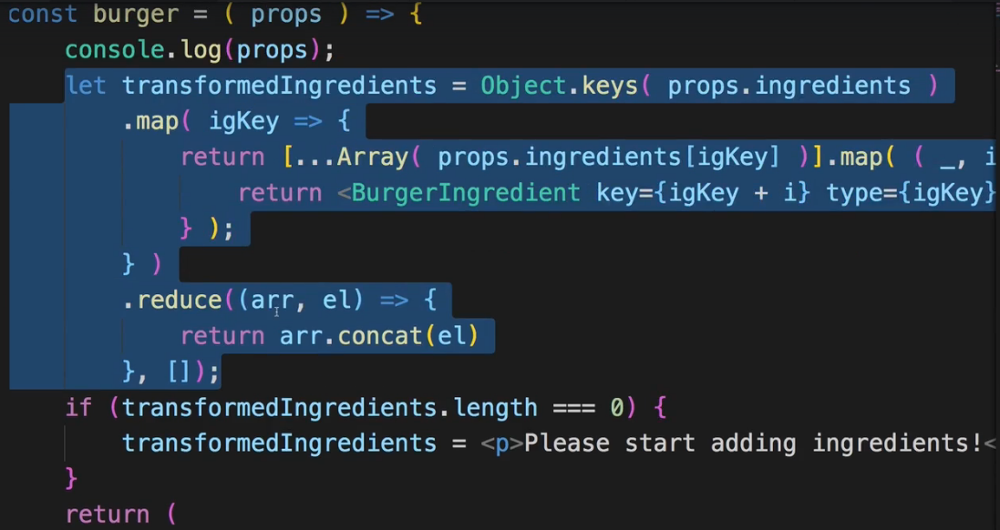 const burger = ( props ) => {
console.log(props);
let transformedIngredients = Object.keys( props.ingredients )
.map( igKey => {
return [...Array( props.ingredients[igKey] )].map( ( _, i
return <BurgerIngredient key={igKey + i} type={igKey}
} );
} )
.reduce((arr, el) => {
return arr.concat(el)
}, []);
if (transformedIngredients.length === 0) {
transformedIngredients = <p>Please start adding ingredients!<
}
return (